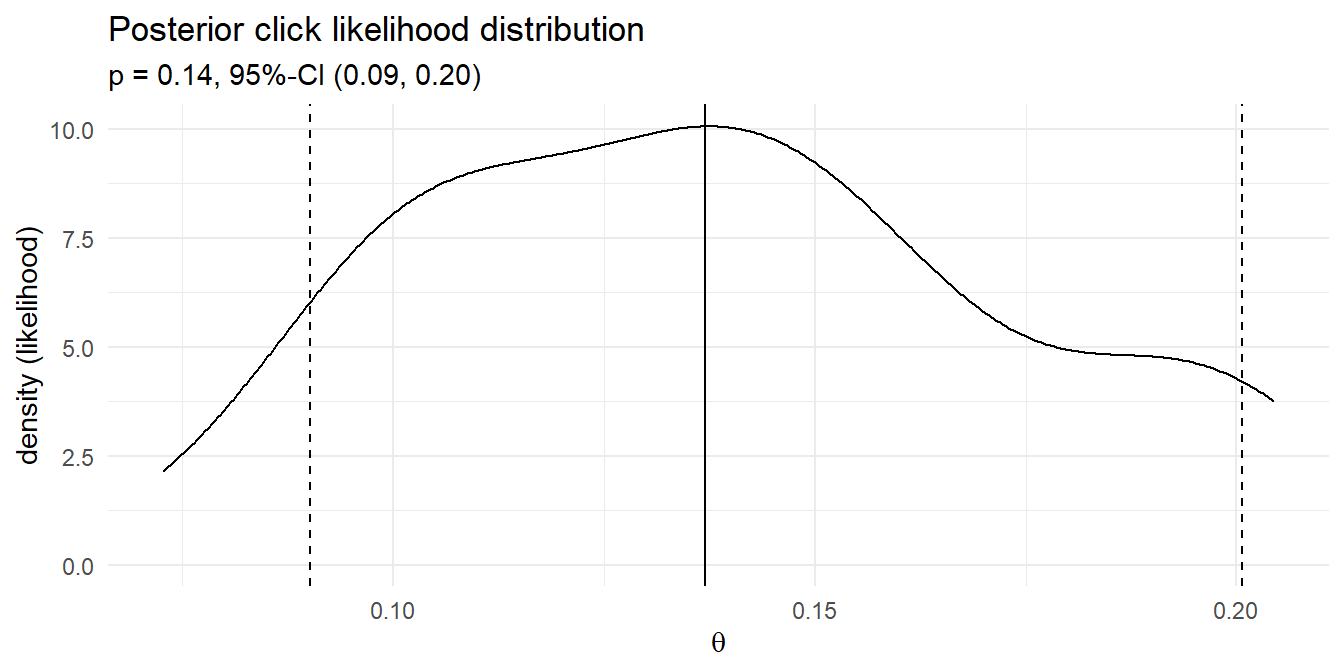 Posterior click likelihood distribution
p = 0.14, 95%-CI (0.09, 0.20)
density (likelihood)
10.0
7.5
5.0
2.5
0.0
0.10
0.15
0.20
θ